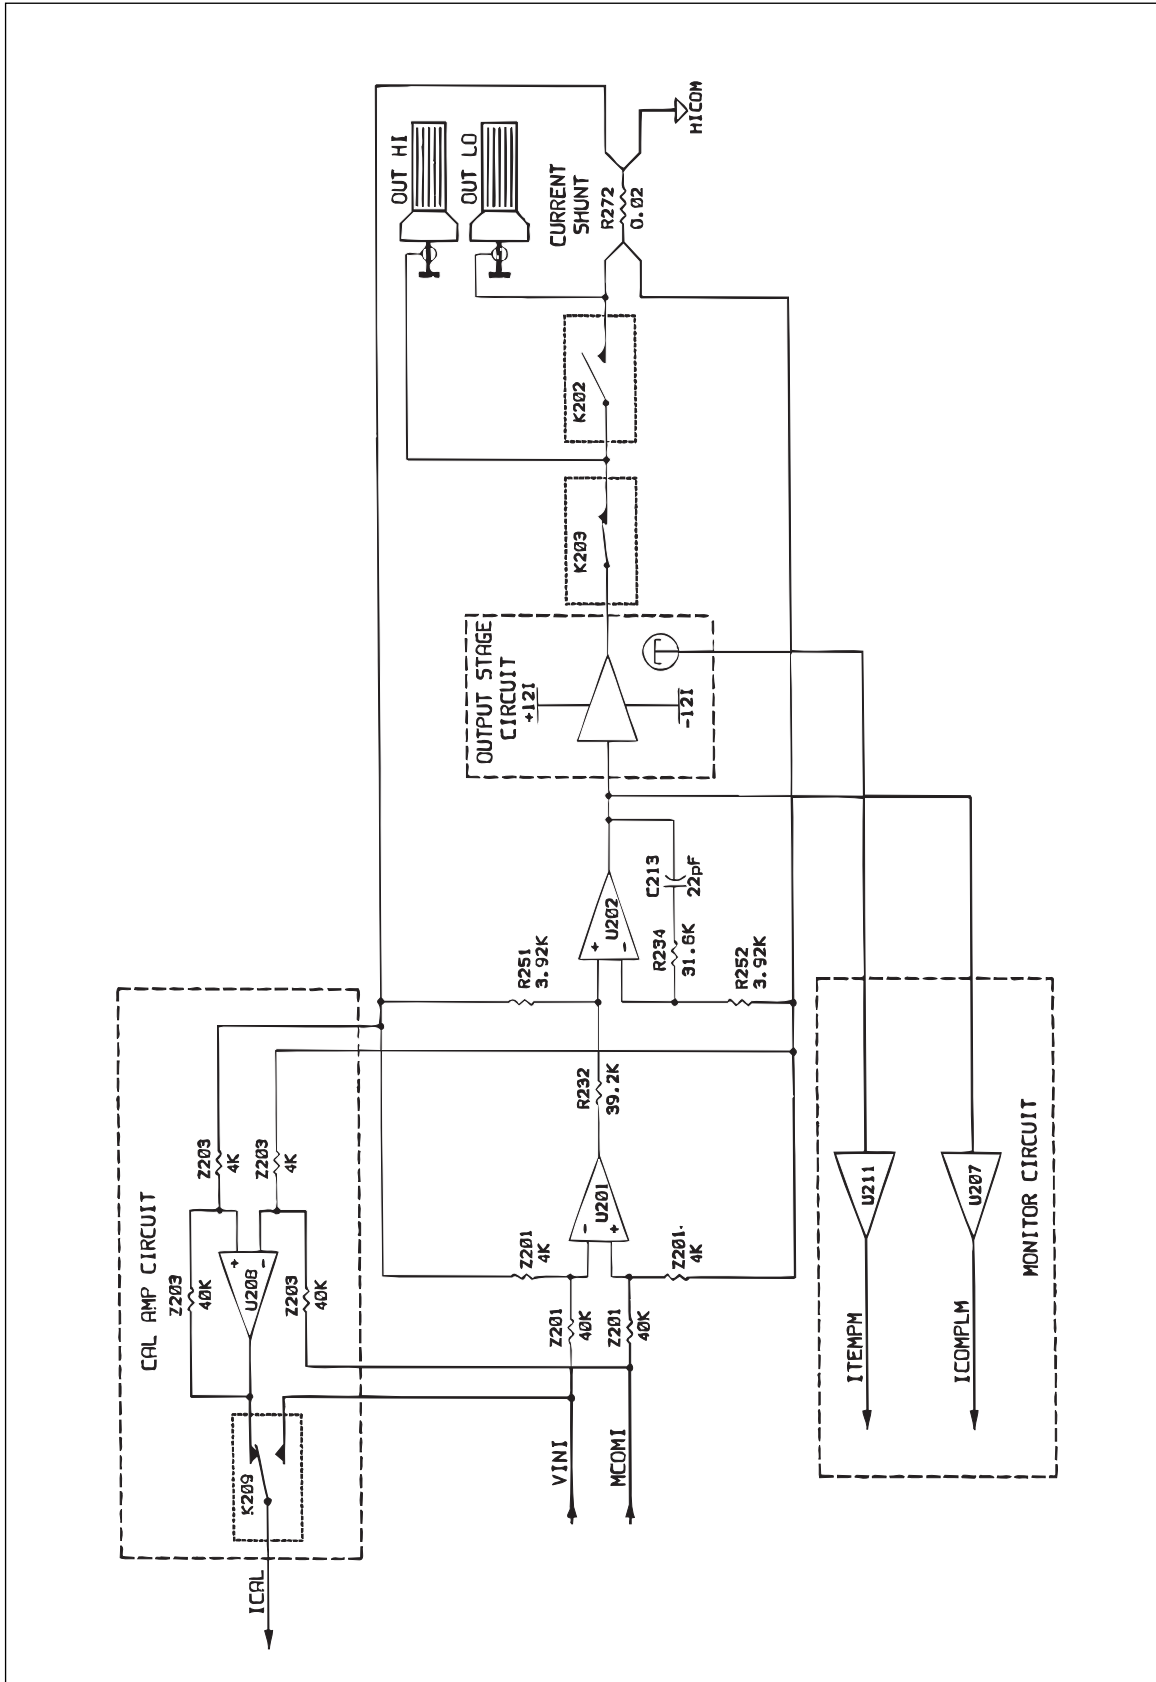 CAL AMP CIRCUIT
ICAL
K209
Z203
40K
U208
+
-
Z203
40K
Z203
4K
Z203
4K
VINI
MCOMI
Z201
40K
Z201
40K
Z201
4K
Z201
4K
U201
-
+
R232
39.2K
R251
3.92K
U202
+
-
R234
31.6K
C213
22pF
R252
3.92K
OUTPUT STAGE
CIRCUIT
+12I
-12I
K203
K202
OUT HI
OUT LO
CURRENT
SHUNT
R272
0.02
HICOM
MONITOR CIRCUIT
ITEMPM
U211
ICOMPLM
U207